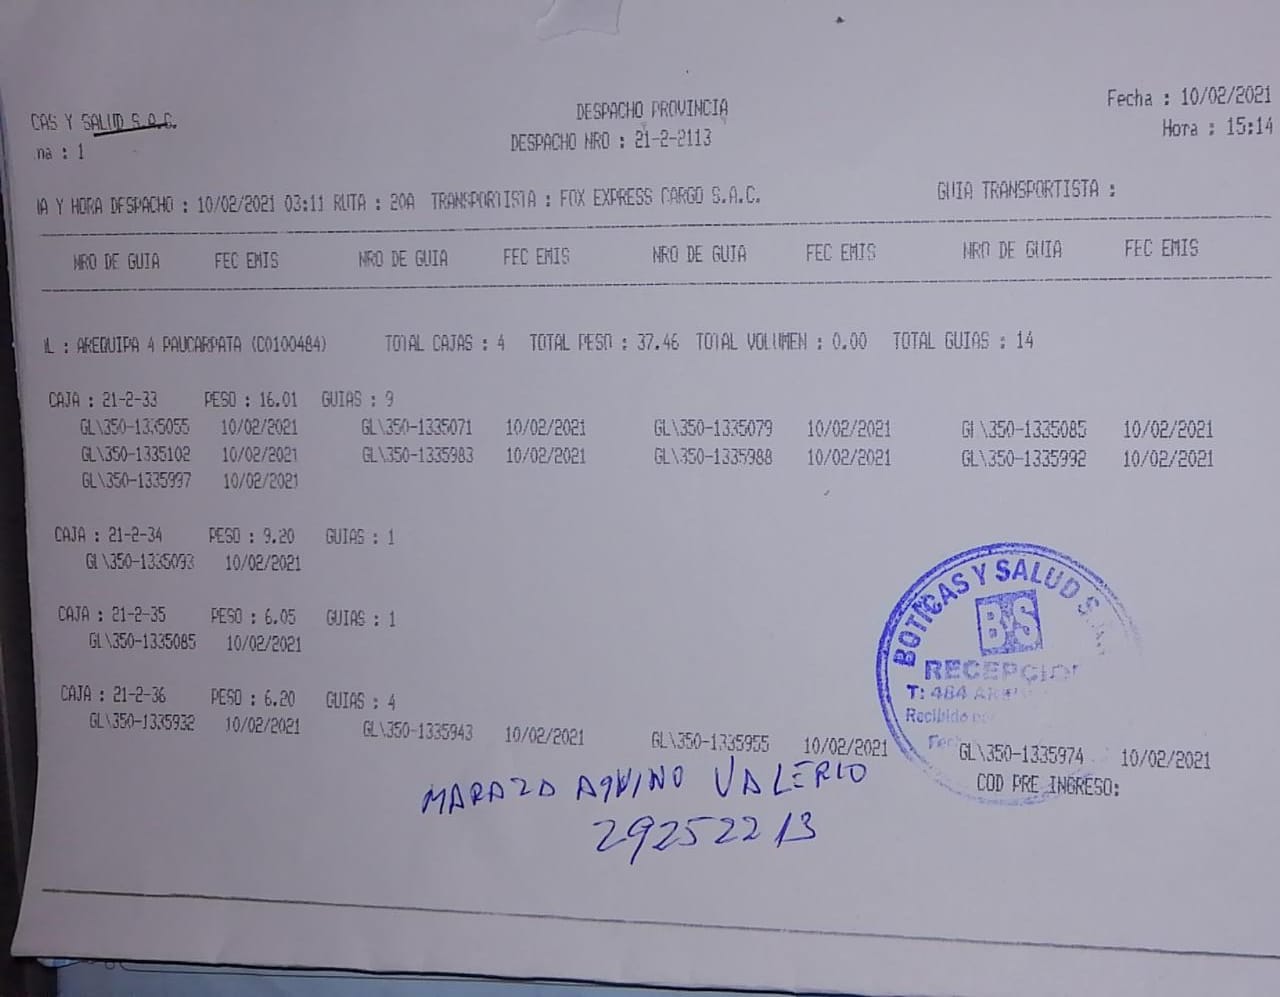 CAS Y SALUD S.A.C.
DESPACHO PROVINCIA
Fecha : 10/02/2021
na : 1
DESPACHO NRO : 21-2-2113
Hora : 15:14
IA Y HORA DESPACHO : 10/02/2021 03:11 RUTA : 20A TRANSPORTISTA : FOX EXPRESS CARGO S.A.C. GUIA TRANSPORTISTA :
NRO DE GUIA FEC EMIS NRO DE GUIA FEC EMIS NRO DE GUIA FEC EMIS NRO DE GUIA FEC EMIS
IL : AREQUIPA 4 PAUCARPATA (C0100484) TOTAL CAJAS : 4 TOTAL PESO : 37.46 TOTAL VOLUMEN : 0.00 TOTAL GUIAS : 14
CAJA : 21-2-33 PESO : 16.01 GUIAS : 9
GL\350-1335055 10/02/2021 GL\350-1335071 10/02/2021 GL\350-1335079 10/02/2021 GL\350-1335085 10/02/2021
GL\350-1335102 10/02/2021 GL\350-1335983 10/02/2021 GL\350-1335988 10/02/2021 GL\350-1335992 10/02/2021
GL\350-1335997 10/02/2021
CAJA : 21-2-34 PESO : 9.20 GUIAS : 1
GL\350-1335093 10/02/2021
CAJA : 21-2-35 PESO : 6.05 GUIAS : 1
GL\350-1335085 10/02/2021
CAJA : 21-2-36 PESO : 6.20 GUIAS : 4
GL\350-1335932 10/02/2021 GL\350-1335943 10/02/2021 GL\350-1335955 10/02/2021 GL\350-1335974 10/02/2021
COD PRE INGRESO:
BOTICAS Y SALUD S.A.
ByS
RECEPCION
T: 484
Recibido
MARAZA AQUINO VALERIO
29252213